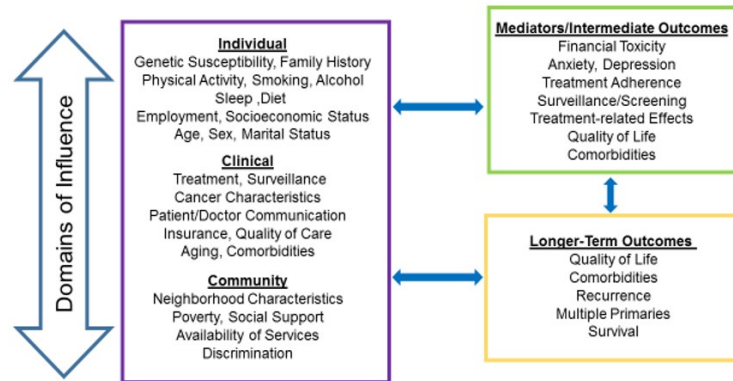 Domains of Influence
Individual
Genetic Susceptibility, Family History
Physical Activity, Smoking, Alcohol
Sleep ,Diet
Employment, Socioeconomic Status
Age, Sex, Marital Status
Clinical
Treatment, Surveillance
Cancer Characteristics
Patient/Doctor Communication
Insurance, Quality of Care
Aging, Comorbidities
Community
Neighborhood Characteristics
Poverty, Social Support
Availability of Services
Discrimination
Mediators/Intermediate Outcomes
Financial Toxicity
Anxiety, Depression
Treatment Adherence
Surveillance/Screening
Treatment-related Effects
Quality of Life
Comorbidities
Longer-Term Outcomes
Quality of Life
Comorbidities
Recurrence
Multiple Primaries
Survival